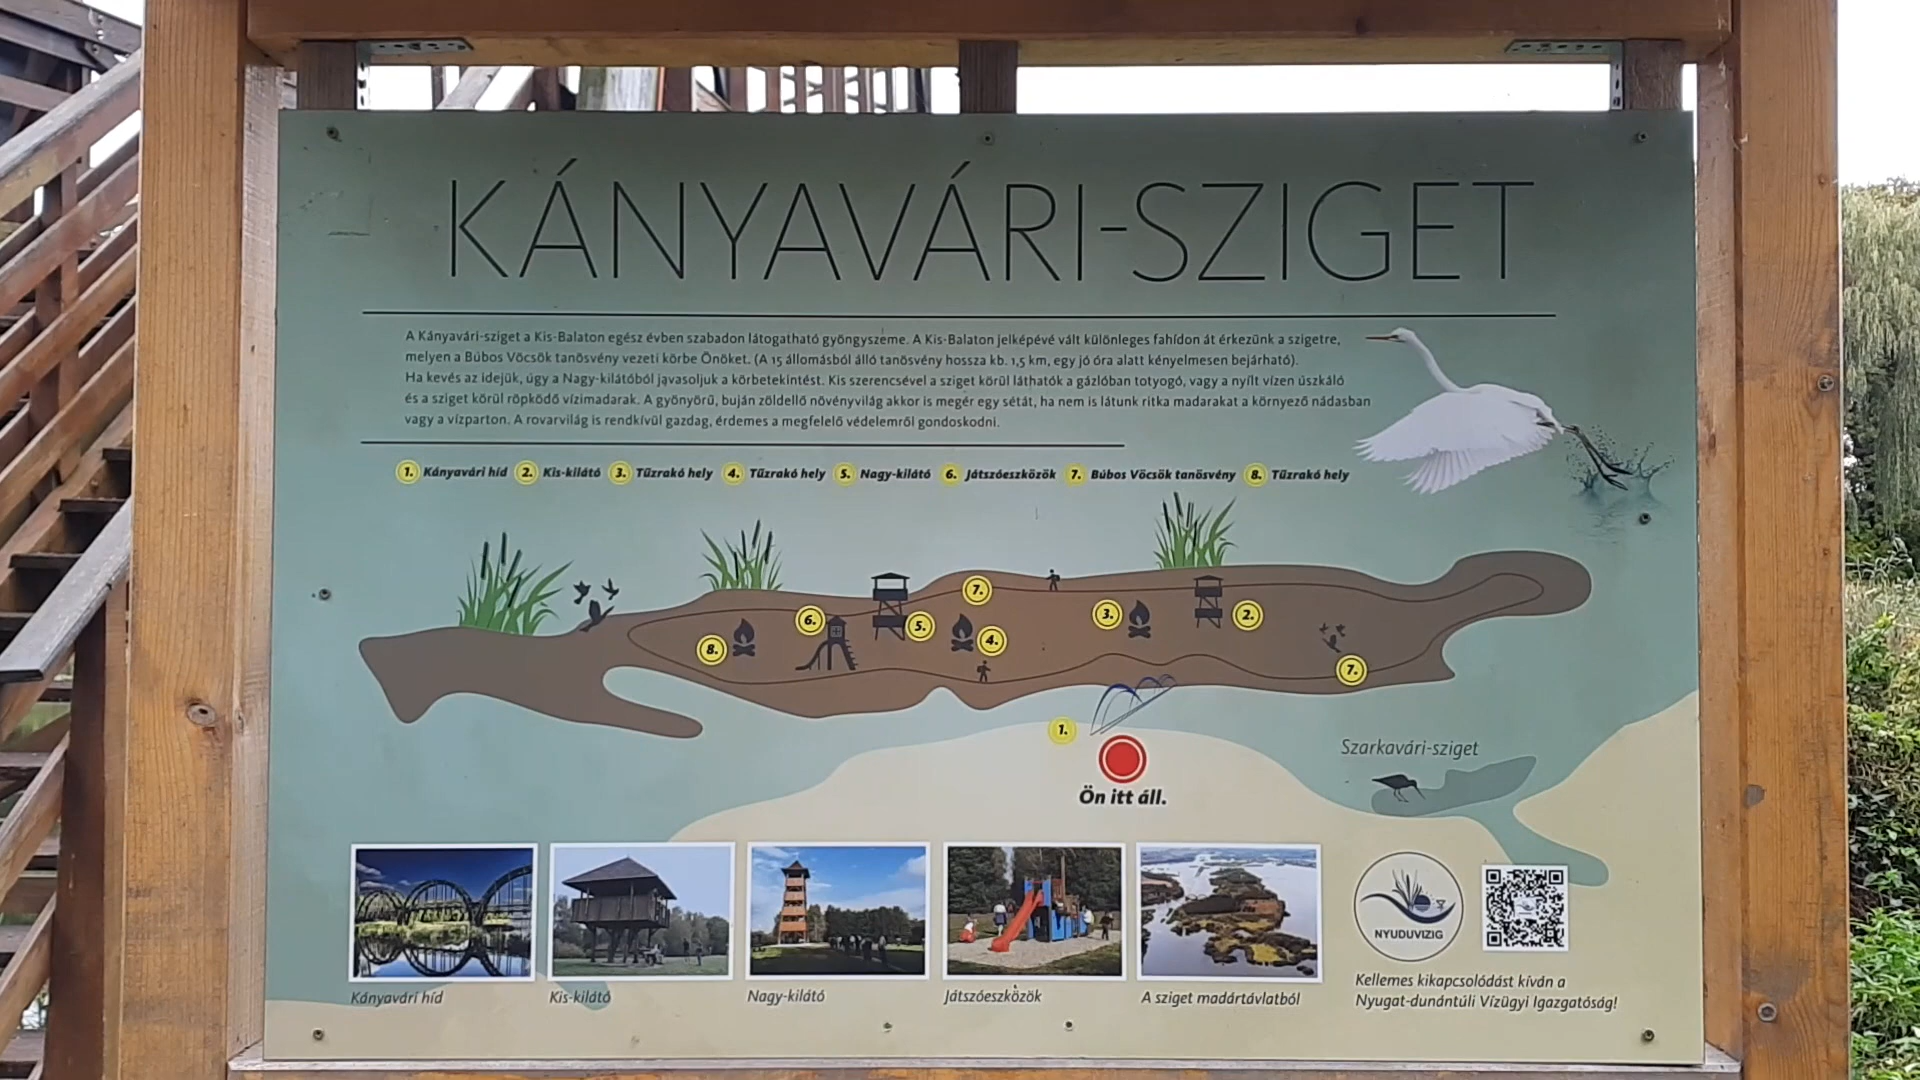 KÁNYAVÁRI-SZIGET
A Kányavári-sziget a Kis-Balaton egész évben szabadon látogatható gyöngyszeme. A Kis-Balaton jelképévé vált különleges fahídon át érkezünk a szigetre,
melyen a Búbos Vöcsök tanösvény vezeti körbe Önöket. (A 15 állomásból álló tanösvény hossza kb. 1,5 km, egy jó óra alatt kényelmesen bejárható).
Ha kevés az idejük, úgy a Nagy-kilátóból javasoljuk a körbetekintést. Kis szerencsével a sziget körül láthatók a gázlóban totyogó, vagy a nyílt vízen úszkáló
és a sziget körül röpködő vízimadarak. A gyönyörű, buján zöldellő növényvilág akkor is megér egy sétát, ha nem is látunk ritka madarakat a környező nádasban
vagy a vízparton. A rovarvilág is rendkívül gazdag, érdemes a megfelelő védelemről gondoskodni.
1. Kányavári híd 2. Kis-kilátó 3. Tűzrakó hely 4. Tűzrakó hely 5. Nagy-kilátó 6. Játszóeszközök 7. Búbos Vöcsök tanösvény 8. Tűzrakó hely
7.
6.
5.
3.
2.
8.
4.
7.
1.
Szarkavári-sziget
Ön itt áll.
NYUDUVIZIG
Kányavári híd
Kis-kilátó
Nagy-kilátó
Játszóeszközök
A sziget madártávlatból
Kellemes kikapcsolódást kíván a
Nyugat-dunántúli Vízügyi Igazgatóság!